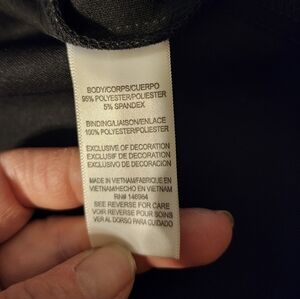 BODY/CORPS/CUERPO
95% POLYESTER/POLIESTER
5% SPANDEX
BINDING/LIAISON/ENLACE
100% POLYESTER/POLIESTER
EXCLUSIVE OF DECORATION
EXCLUSIF DE DECORATION
EXCLUSIVA DE DECORACION
MADE IN VIETNAM/FABRIQUE EN
VIETNAM/HECHO EN VIETNAM
RN# 146964
SEE REVERSE FOR CARE
VOIR REVERSE POUR SOINS
VER AL DORSO PARA CUIDADO